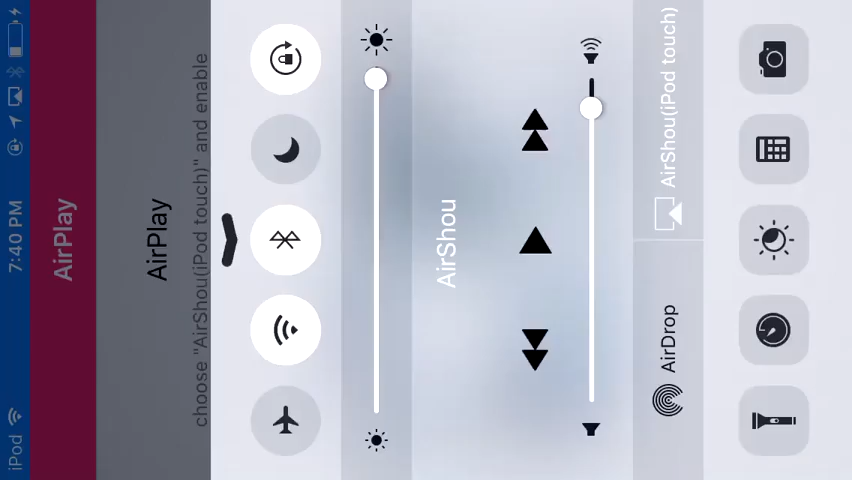 iPod 7:40 PM
AirPlay
AirPlay
choose "AirShou(iPod touch)" and enable
AirShou
AirDrop
AirShou(iPod touch)